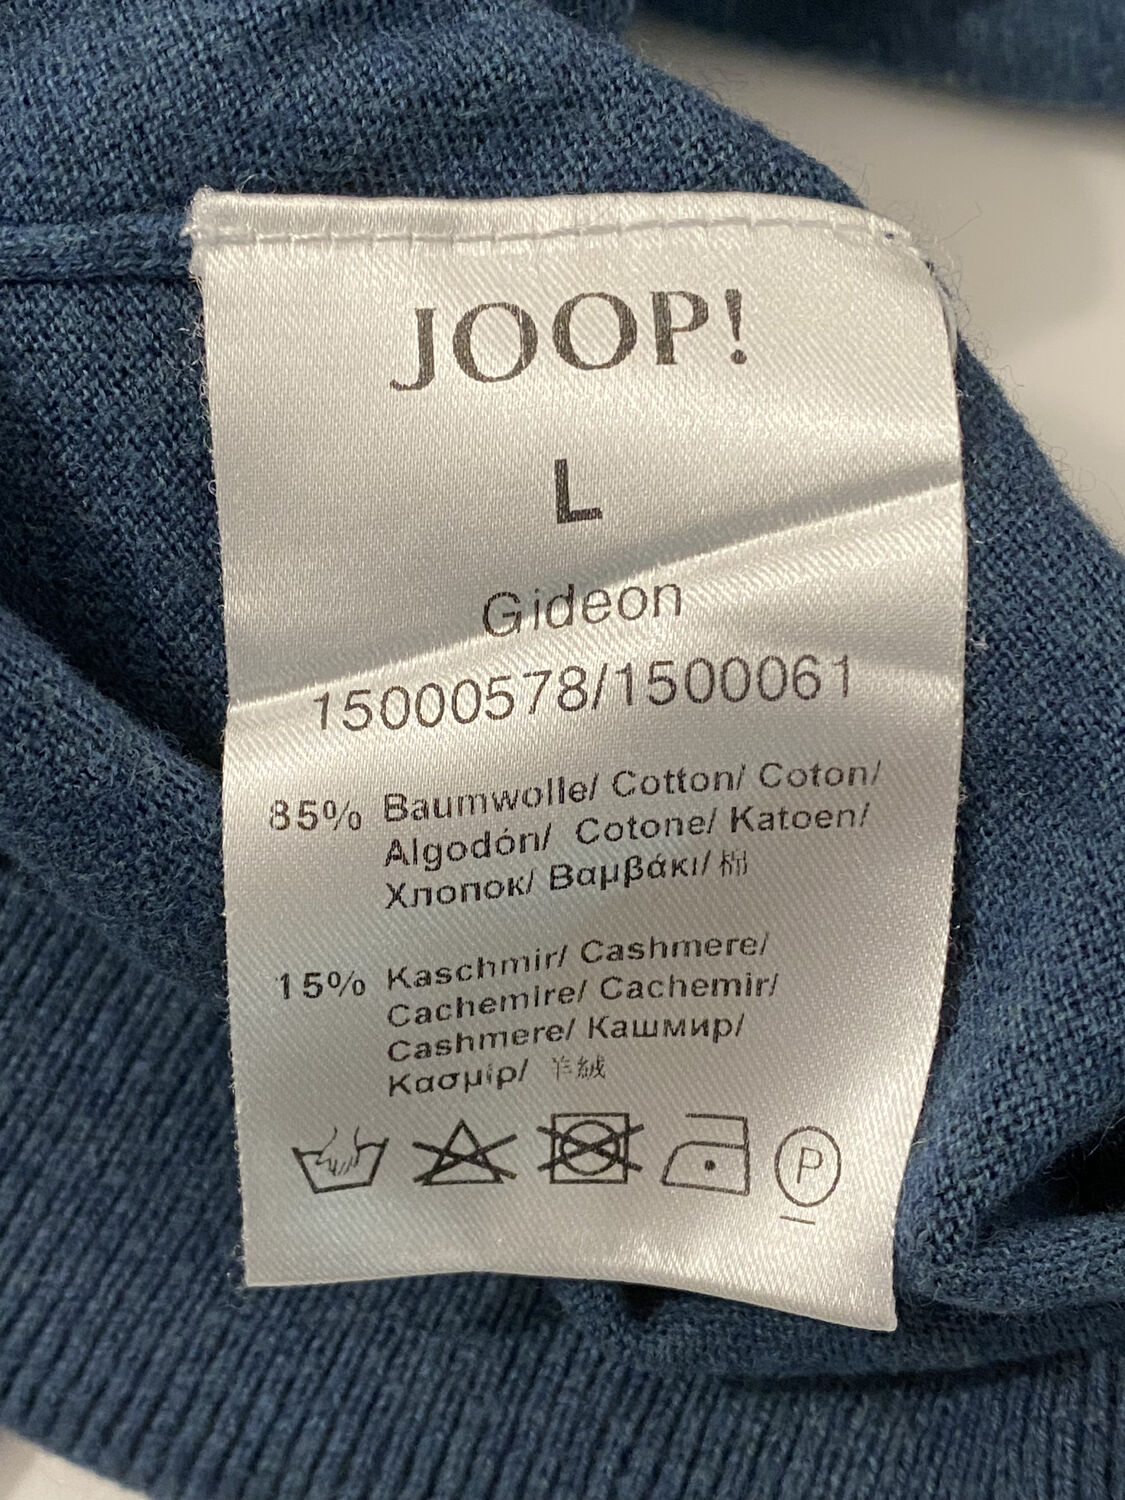 JOOP!
L
Gideon
15000578/1500061
85% Baumwolle/ Cotton/ Coton/
Algodón/ Cotone/ Katoen/
Хлопок/ Βαμβάκι/ 棉
15% Kaschmir/ Cashmere/
Cachemire/ Cachemir/
Cashmere/ Кашмир/
Κασμίρ/ 羊絨
P